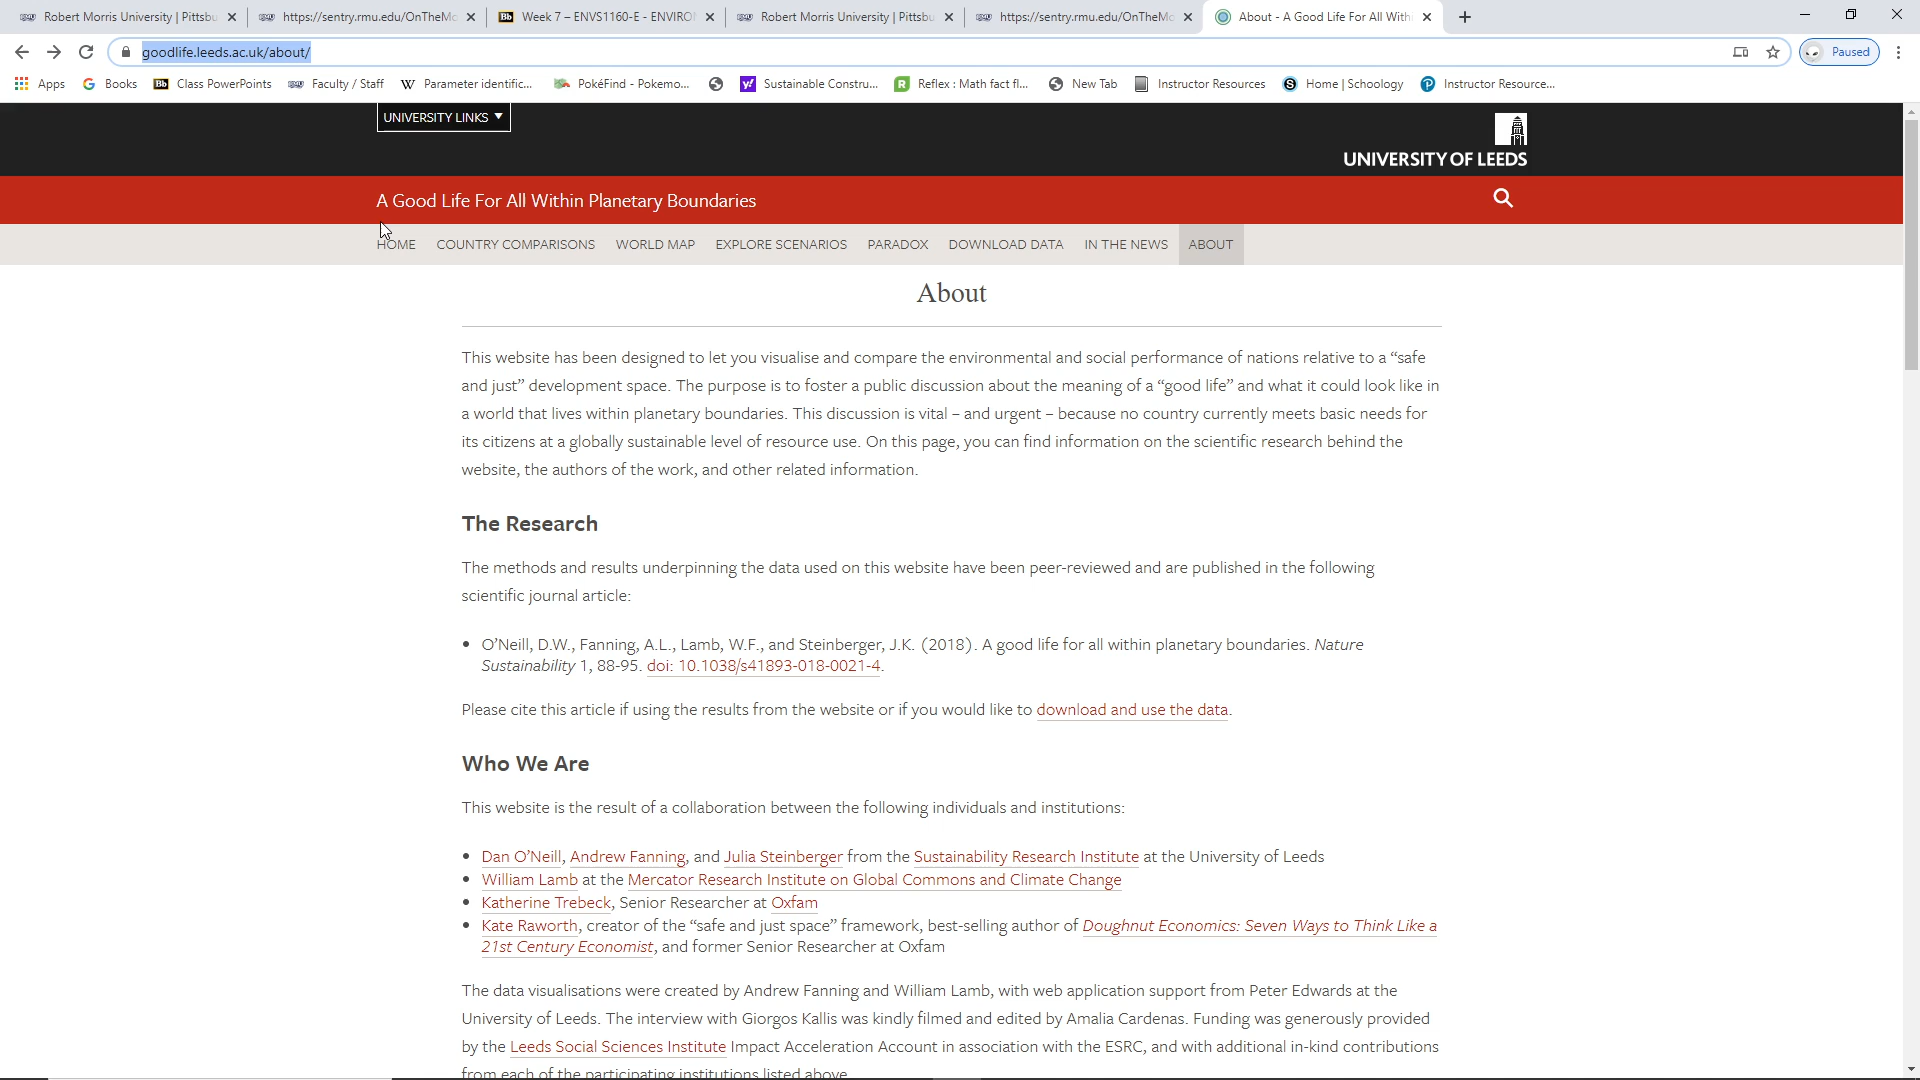 Robert Morris University | Pittsbu
https://sentry.rmu.edu/OnTheMo
Week 7 – ENVS1160-E - ENVIRO
Robert Morris University | Pittsbu
https://sentry.rmu.edu/OnTheMo
About - A Good Life For All With
goodlife.leeds.ac.uk/about/
Paused
Apps
Books
Class PowerPoints
Faculty / Staff
Parameter identific...
PokéFind - Pokemo...
Sustainable Constru...
Reflex : Math fact fl...
New Tab
Instructor Resources
Home | Schoology
Instructor Resource...
UNIVERSITY LINKS
UNIVERSITY OF LEEDS
A Good Life For All Within Planetary Boundaries
HOME COUNTRY COMPARISONS WORLD MAP EXPLORE SCENARIOS PARADOX DOWNLOAD DATA IN THE NEWS ABOUT
About
This website has been designed to let you visualise and compare the environmental and social performance of nations relative to a “safe
and just” development space. The purpose is to foster a public discussion about the meaning of a “good life” and what it could look like in
a world that lives within planetary boundaries. This discussion is vital – and urgent – because no country currently meets basic needs for
its citizens at a globally sustainable level of resource use. On this page, you can find information on the scientific research behind the
website, the authors of the work, and other related information.
The Research
The methods and results underpinning the data used on this website have been peer-reviewed and are published in the following
scientific journal article:
• O’Neill, D.W., Fanning, A.L., Lamb, W.F., and Steinberger, J.K. (2018). A good life for all within planetary boundaries. Nature
Sustainability 1, 88-95. doi: 10.1038/s41893-018-0021-4.
Please cite this article if using the results from the website or if you would like to download and use the data.
Who We Are
This website is the result of a collaboration between the following individuals and institutions:
• Dan O’Neill, Andrew Fanning, and Julia Steinberger from the Sustainability Research Institute at the University of Leeds
• William Lamb at the Mercator Research Institute on Global Commons and Climate Change
• Katherine Trebeck, Senior Researcher at Oxfam
• Kate Raworth, creator of the “safe and just space” framework, best-selling author of Doughnut Economics: Seven Ways to Think Like a
21st Century Economist, and former Senior Researcher at Oxfam
The data visualisations were created by Andrew Fanning and William Lamb, with web application support from Peter Edwards at the
University of Leeds. The interview with Giorgos Kallis was kindly filmed and edited by Amalia Cardenas. Funding was generously provided
by the Leeds Social Sciences Institute Impact Acceleration Account in association with the ESRC, and with additional in-kind contributions
from each of the participating institutions listed above.